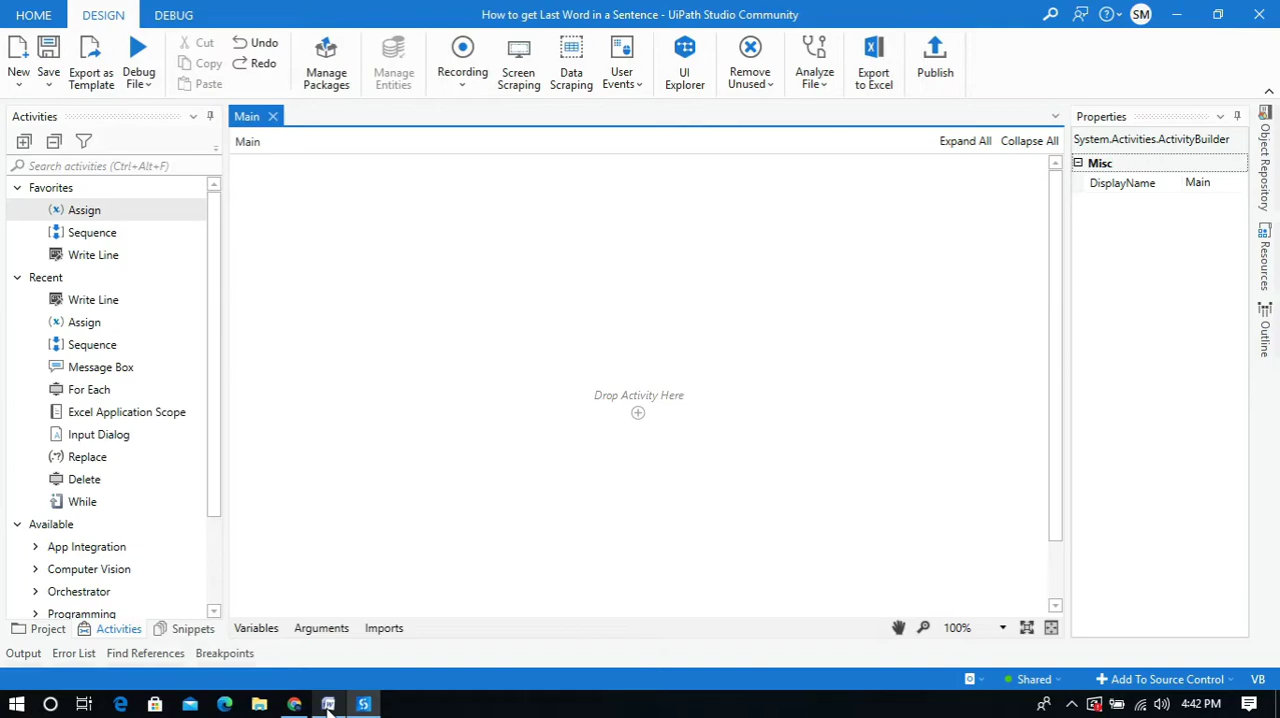 HOME DESIGN DEBUG How to get Last Word in a Sentence - UiPath Studio Community SM
New Save Export as Template Debug File Cut Copy Paste Undo Redo Manage Packages Manage Entities Recording Screen Scraping Data Scraping User Events UI Explorer Remove Unused Analyze File Export to Excel Publish
Activities
Search activities (Ctrl+Alt+F)
Favorites
Assign
Sequence
Write Line
Recent
Write Line
Assign
Sequence
Message Box
For Each
Excel Application Scope
Input Dialog
Replace
Delete
While
Available
App Integration
Computer Vision
Orchestrator
Programming
Project Activities Snippets
Main
Main Expand All Collapse All
Drop Activity Here
Variables Arguments Imports 100%
Properties
System.Activities.ActivityBuilder
Misc
DisplayName Main
Object Repository
Resources
Outline
Output Error List Find References Breakpoints
Shared Add To Source Control VB
4:42 PM